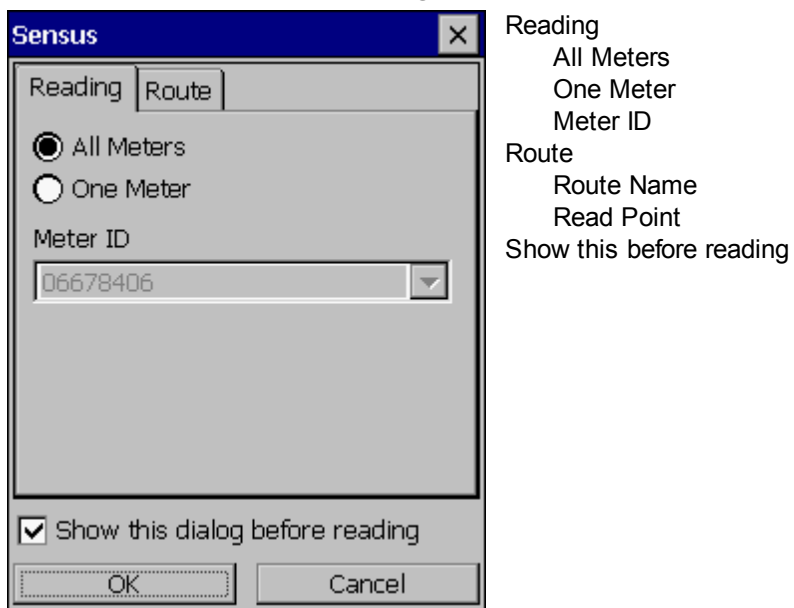 Sensus
Reading Route
All Meters
One Meter
Meter ID
06678406
Show this dialog before reading
OK Cancel
Reading
All Meters
One Meter
Meter ID
Route
Route Name
Read Point
Show this before reading